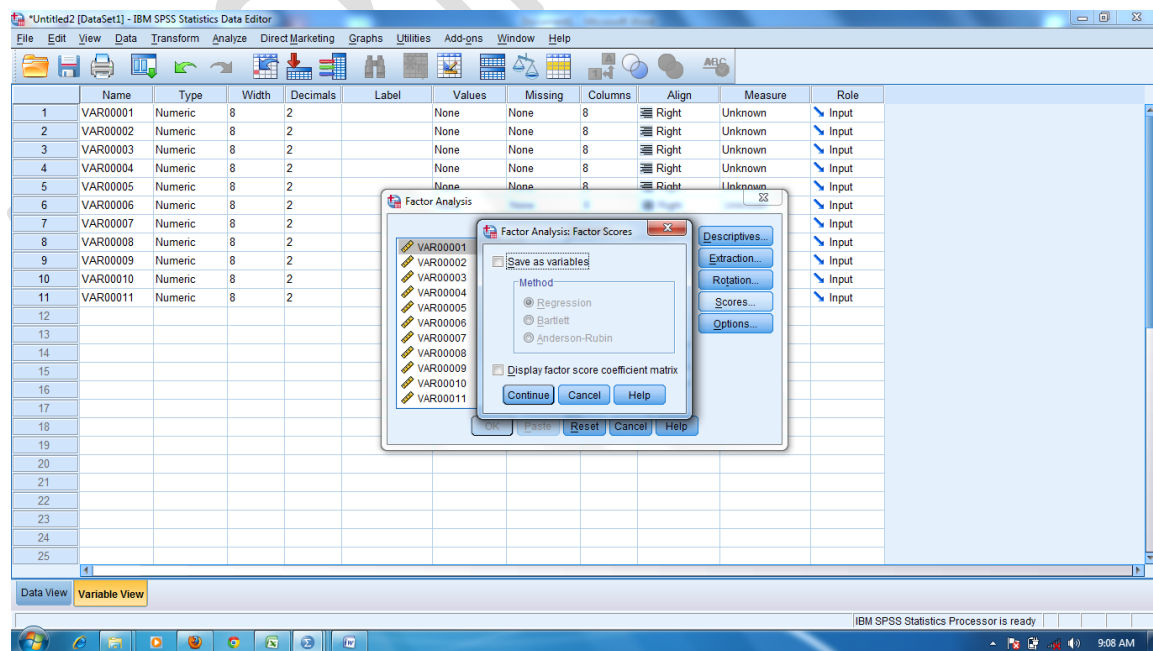 *Untitled2 [DataSet1] - IBM SPSS Statistics Data Editor
File Edit View Data Transform Analyze Direct Marketing Graphs Utilities Add-ons Window Help
Name Type Width Decimals Label Values Missing Columns Align Measure Role
1 VAR00001 Numeric 8 2 None None 8 Right Unknown Input
2 VAR00002 Numeric 8 2 None None 8 Right Unknown Input
3 VAR00003 Numeric 8 2 None None 8 Right Unknown Input
4 VAR00004 Numeric 8 2 None None 8 Right Unknown Input
5 VAR00005 Numeric 8 2 None None 8 Right Unknown Input
6 VAR00006 Numeric 8 2 Input
7 VAR00007 Numeric 8 2 Input
8 VAR00008 Numeric 8 2 Input
9 VAR00009 Numeric 8 2 Input
10 VAR00010 Numeric 8 2 Input
11 VAR00011 Numeric 8 2 Input
12
13
14
15
16
17
18
19
20
21
22
23
24
25
Factor Analysis
VAR00001
VAR00002
VAR00003
VAR00004
VAR00005
VAR00006
VAR00007
VAR00008
VAR00009
VAR00010
VAR00011
Descriptives...
Extraction...
Rotation...
Scores...
Options...
OK Paste Reset Cancel Help
Factor Analysis: Factor Scores
Save as variables
Method
Regression
Bartlett
Anderson-Rubin
Display factor score coefficient matrix
Continue Cancel Help
Data View Variable View
IBM SPSS Statistics Processor is ready
9:08 AM